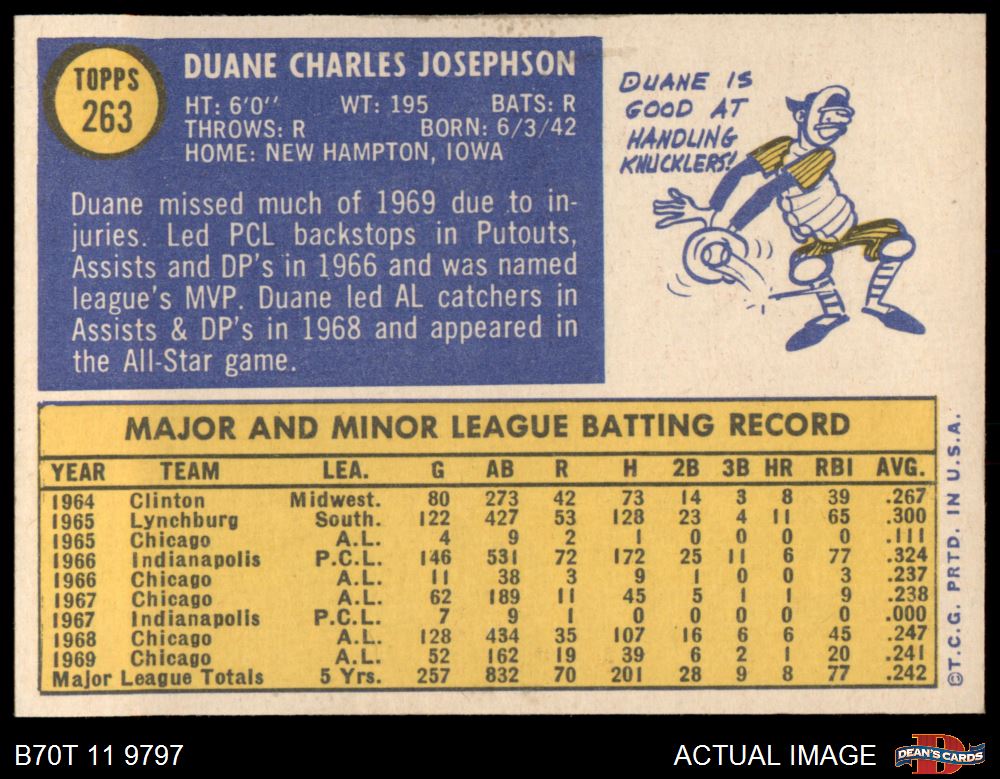 TOPPS
263
DUANE CHARLES JOSEPHSON
HT: 6'0'' WT: 195 BATS: R
THROWS: R BORN: 6/3/42
HOME: NEW HAMPTON, IOWA
Duane missed much of 1969 due to in-
juries. Led PCL backstops in Putouts,
Assists and DP's in 1966 and was named
league's MVP. Duane led AL catchers in
Assists & DP's in 1968 and appeared in
the All-Star game.
DUANE IS
GOOD AT
HANDLING
KNUCKLERS!
MAJOR AND MINOR LEAGUE BATTING RECORD
YEAR TEAM LEA. G AB R H 2B 3B HR RBI AVG.
1964 Clinton Midwest. 80 273 42 73 14 3 8 39 .267
1965 Lynchburg South. 122 427 53 128 23 4 11 65 .300
1965 Chicago A.L. 4 9 2 1 0 0 0 0 .111
1966 Indianapolis P.C.L. 146 531 72 172 25 11 6 77 .324
1966 Chicago A.L. 11 38 3 9 1 0 0 3 .237
1967 Chicago A.L. 62 189 11 45 5 1 1 9 .238
1967 Indianapolis P.C.L. 7 9 1 0 0 0 0 0 .000
1968 Chicago A.L. 128 434 35 107 16 6 6 45 .247
1969 Chicago A.L. 52 162 19 39 6 2 1 20 .241
Major League Totals 5 Yrs. 257 832 70 201 28 9 8 77 .242
©T.C.G. PRTD. IN U.S.A.
B70T 11 9797
ACTUAL IMAGE
DEAN'S CARDS